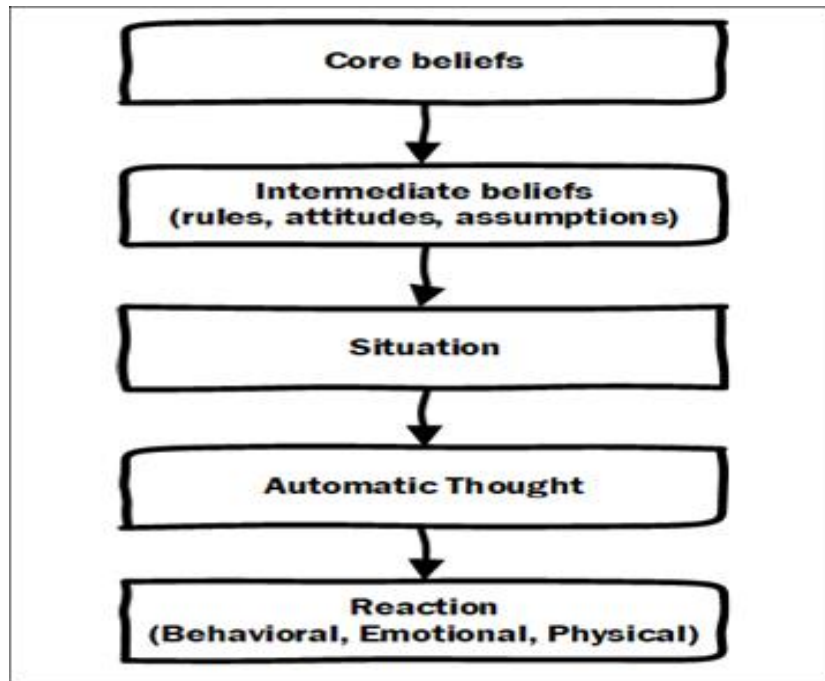 Core beliefs
Intermediate beliefs
(rules, attitudes, assumptions)
Situation
Automatic Thought
Reaction
(Behavioral, Emotional, Physical)